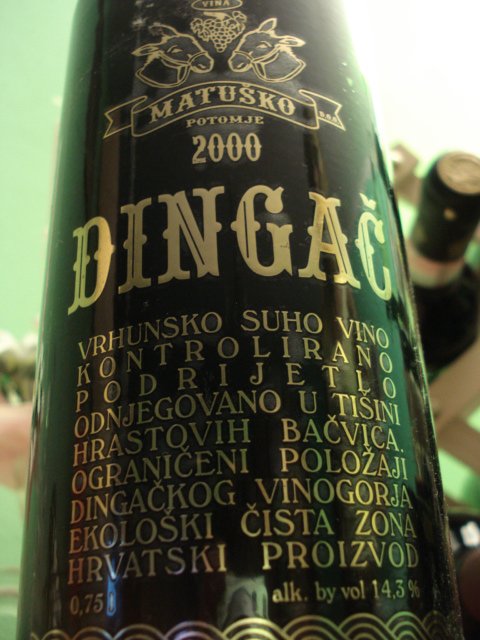 VINA
MATUŠKO
D.O.O.
POTOMJE
2000
DINGAČ
VRHUNSKO SUHO VINO
KONTROLIRANO
PODRIJETLO
ODNJEGOVANO U TIŠINI
HRASTOVIH BAČVICA.
OGRANIČENI POLOŽAJI
DINGAČKOG VINOGORJA
EKOLOŠKI ČISTA ZONA
HRVATSKI PROIZVOD
0,75 l alk. by vol 14,3 %